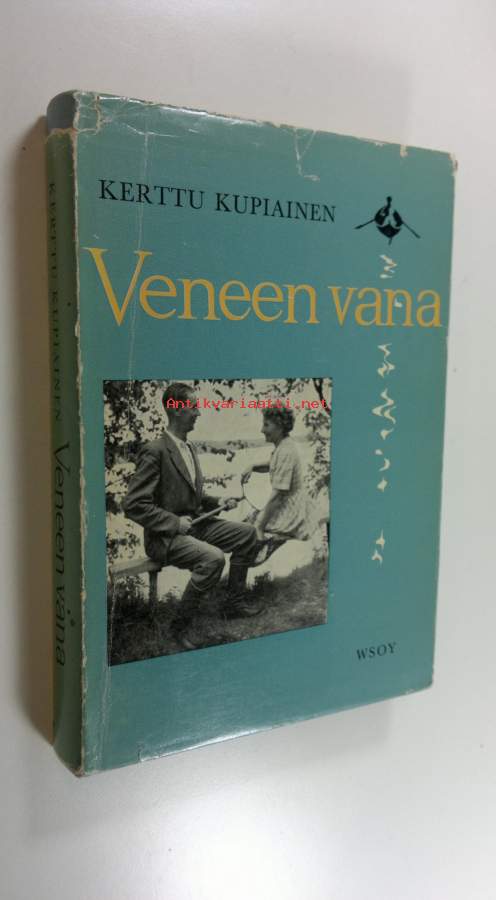 KERTTU KUPIAINEN
Veneen vana
Antikvariaatti.net
WSOY
KERTTU KUPIAINEN Veneen vana